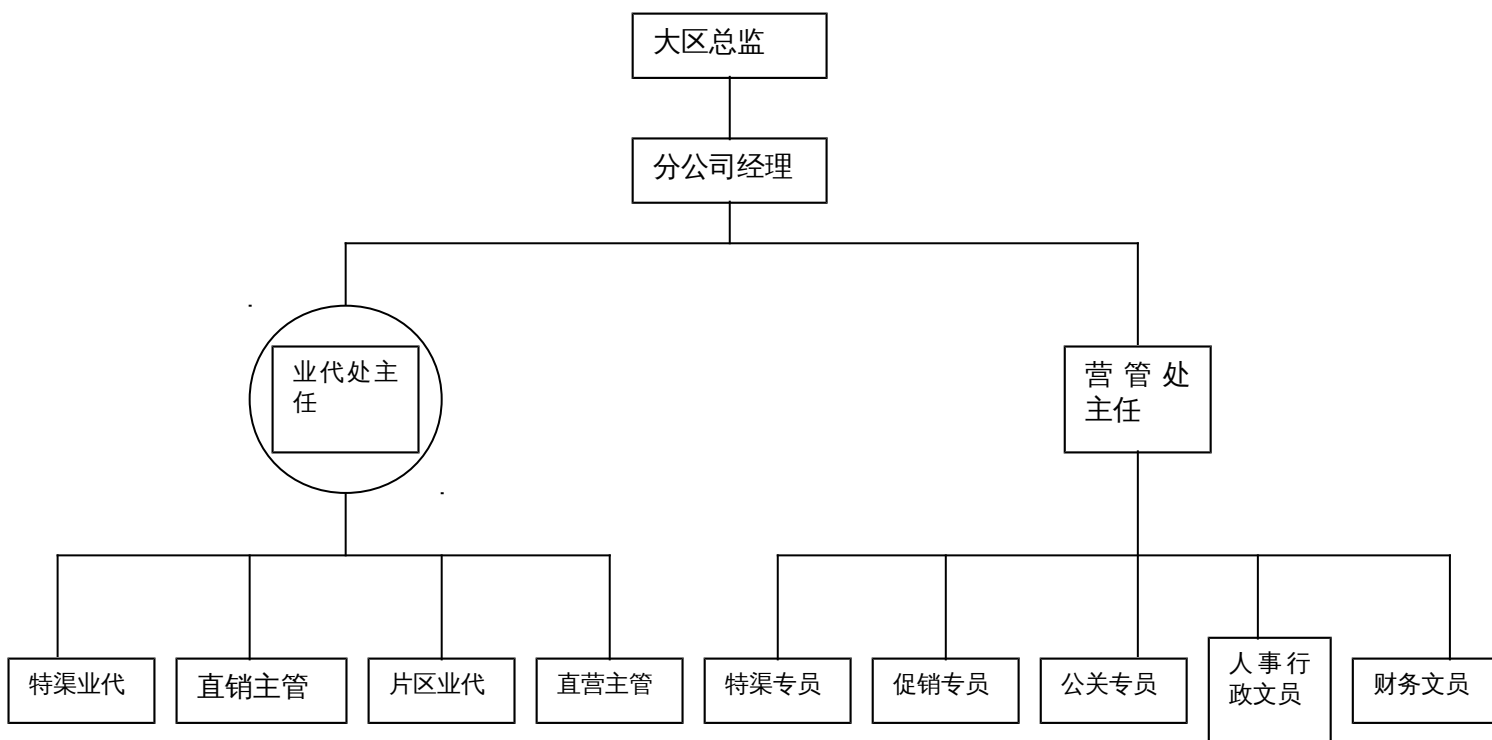 大区总监
分公司经理
业代处主
任
营管处
主任
特渠业代
直销主管
片区业代
直营主管
特渠专员
促销专员
公关专员
人事行
政文员
财务文员